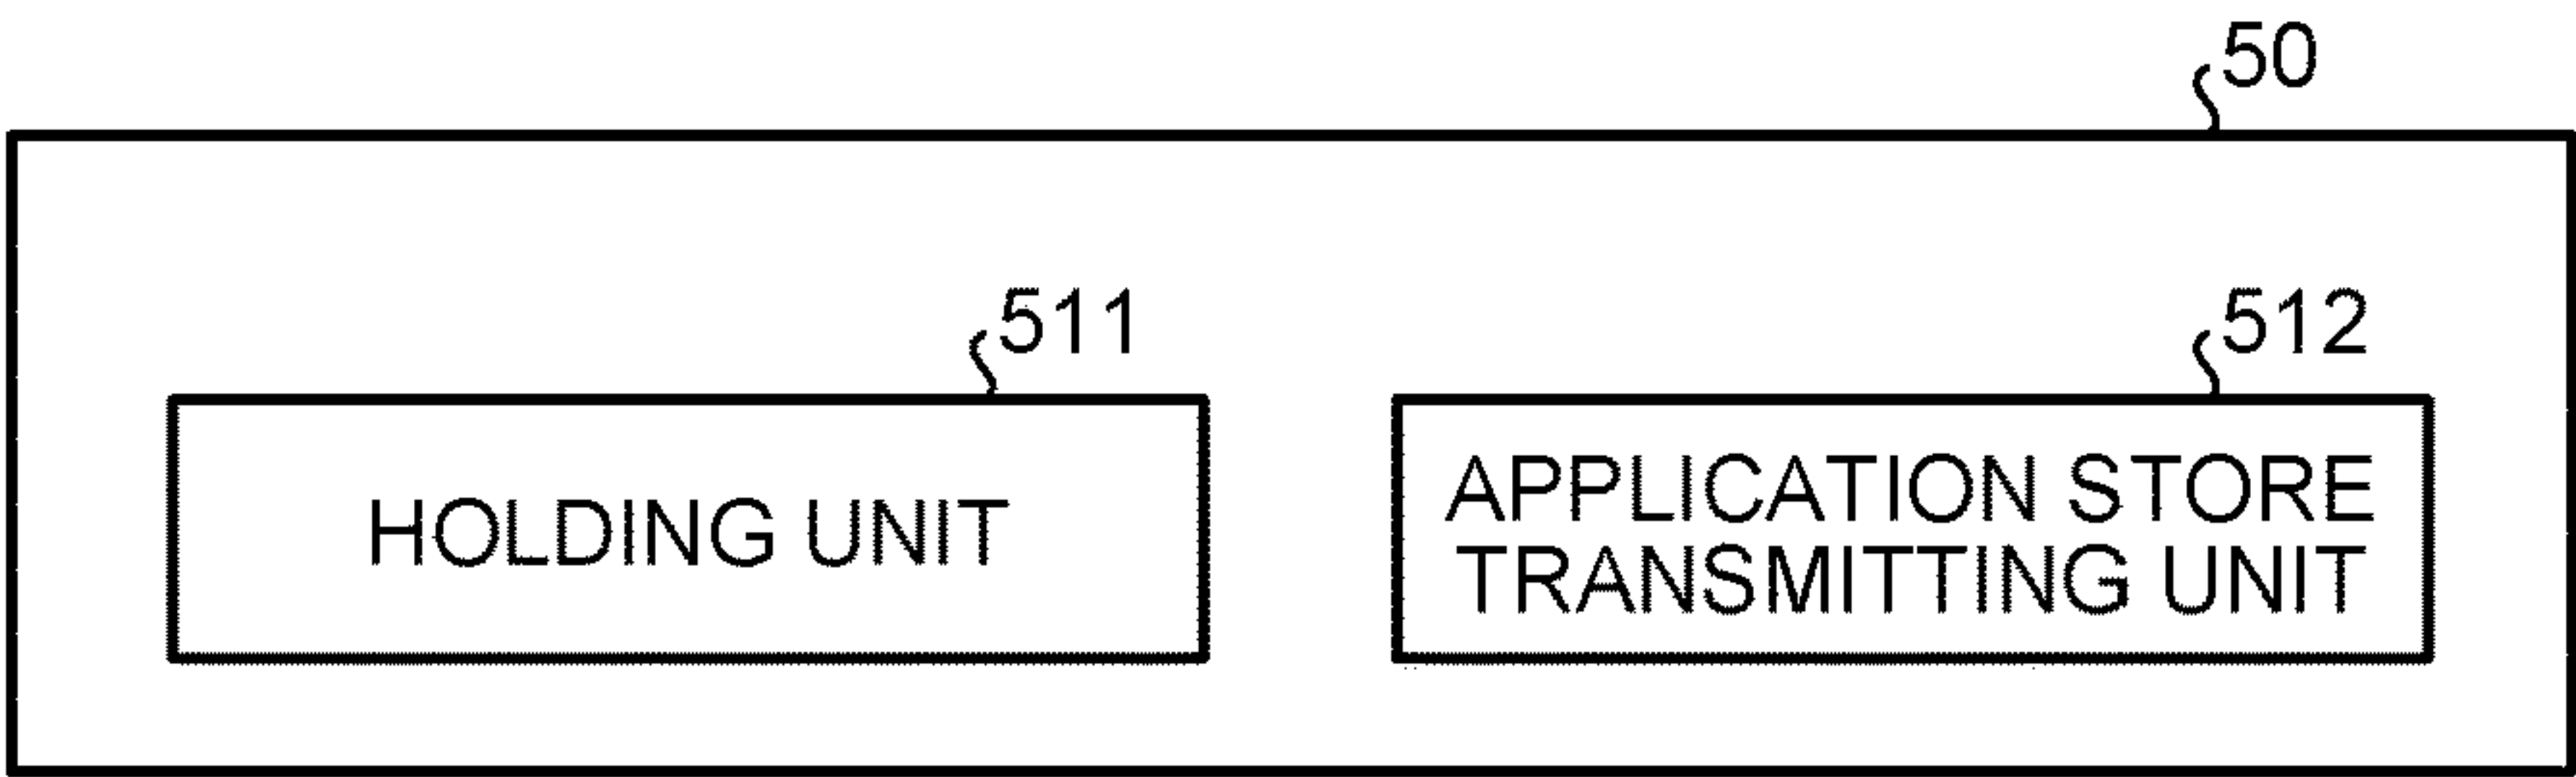 50
511
512
HOLDING UNIT
APPLICATION STORE
TRANSMITTING UNIT